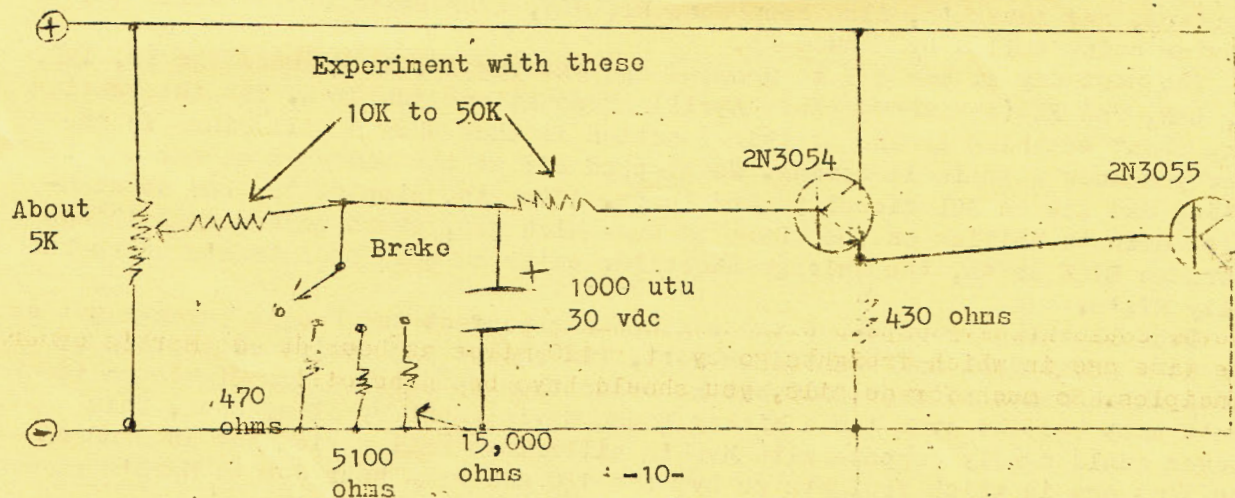 +
Experiment with these
10K to 50K
2N3054
2N3055
About
5K
Brake
+
1000 utu
30 vdc
430 ohms
-
470
ohms
5100
ohms
15,000
ohms
-10-